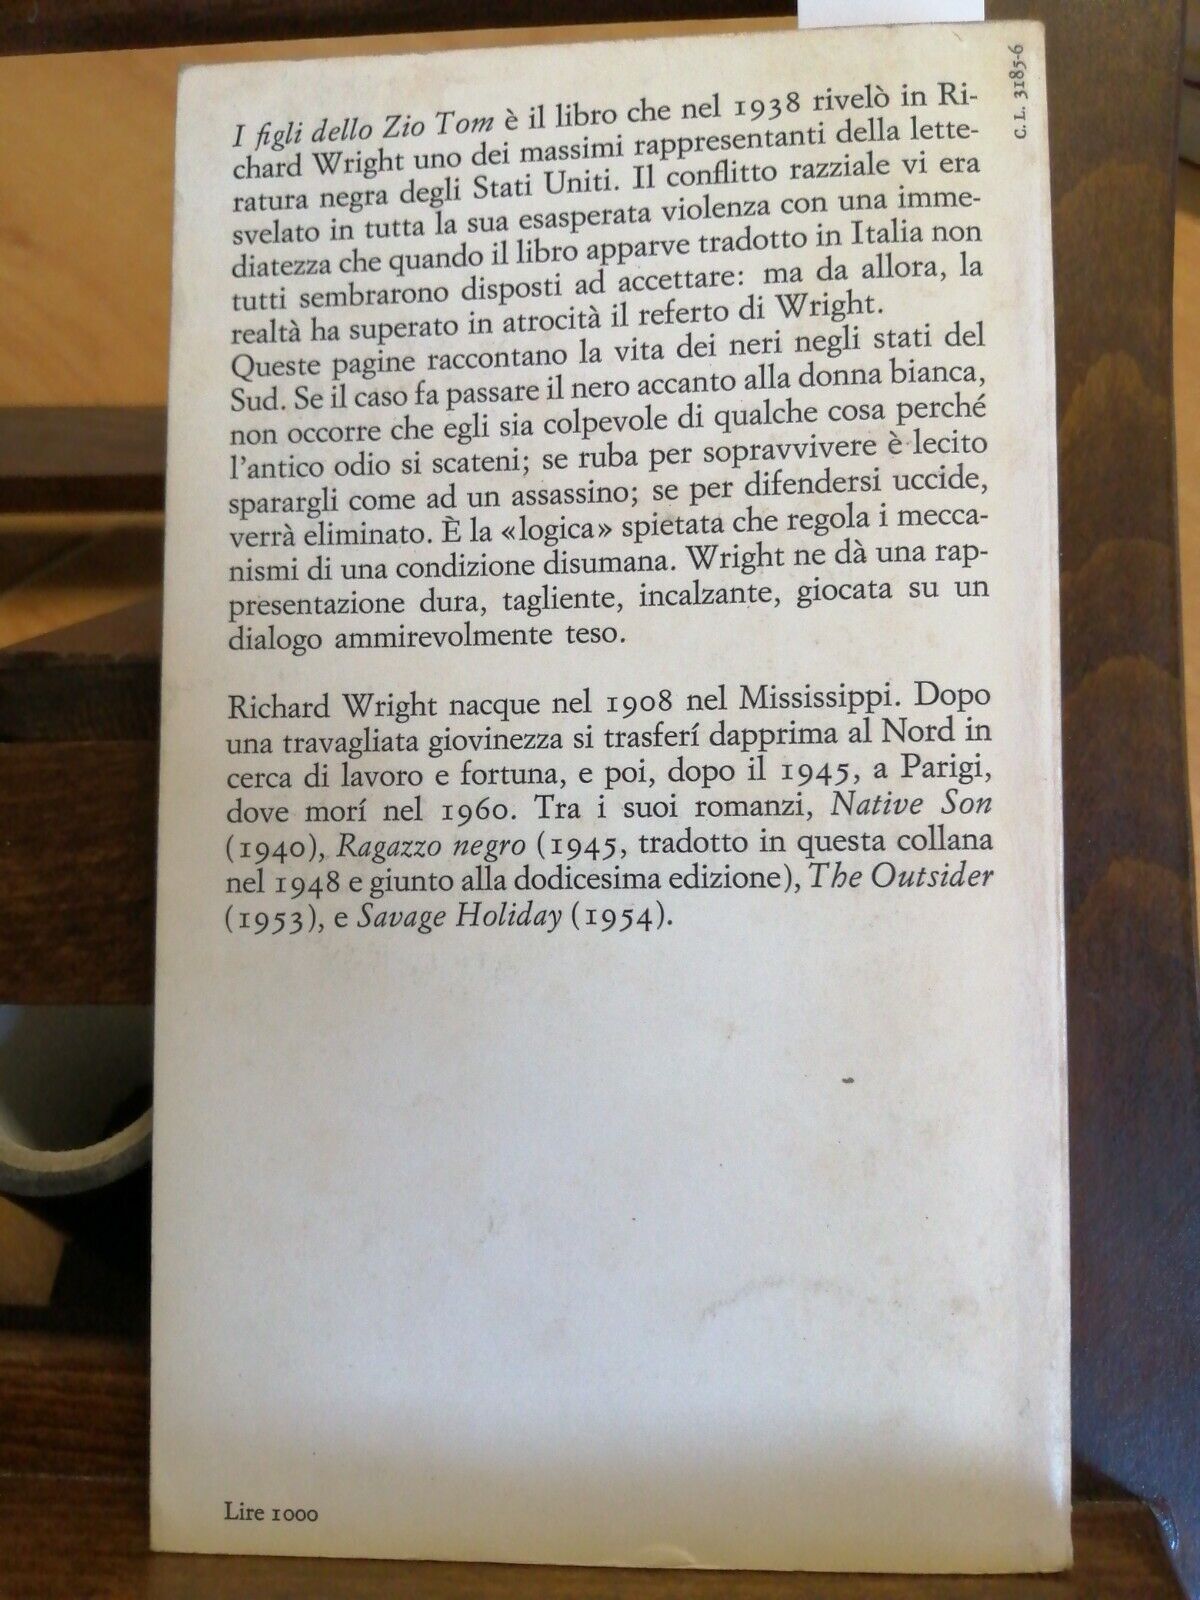 C. L. 3185-6
I figli dello Zio Tom è il libro che nel 1938 rivelò in Ri-
chard Wright uno dei massimi rappresentanti della lette-
ratura negra degli Stati Uniti. Il conflitto razziale vi era
svelato in tutta la sua esasperata violenza con una imme-
diatezza che quando il libro apparve tradotto in Italia non
tutti sembrarono disposti ad accettare: ma da allora, la
realtà ha superato in atrocità il referto di Wright.
Queste pagine raccontano la vita dei neri negli stati del
Sud. Se il caso fa passare il nero accanto alla donna bianca,
non occorre che egli sia colpevole di qualche cosa perché
l'antico odio si scateni; se ruba per sopravvivere è lecito
sparargli come ad un assassino; se per difendersi uccide,
verrà eliminato. È la «logica» spietata che regola i mecca-
nismi di una condizione disumana. Wright ne dà una rap-
presentazione dura, tagliente, incalzante, giocata su un
dialogo ammirevolmente teso.
Richard Wright nacque nel 1908 nel Mississippi. Dopo
una travagliata giovinezza si trasferí dapprima al Nord in
cerca di lavoro e fortuna, e poi, dopo il 1945, a Parigi,
dove morí nel 1960. Tra i suoi romanzi, Native Son
(1940), Ragazzo negro (1945, tradotto in questa collana
nel 1948 e giunto alla dodicesima edizione), The Outsider
(1953), e Savage Holiday (1954).
Lire 1000